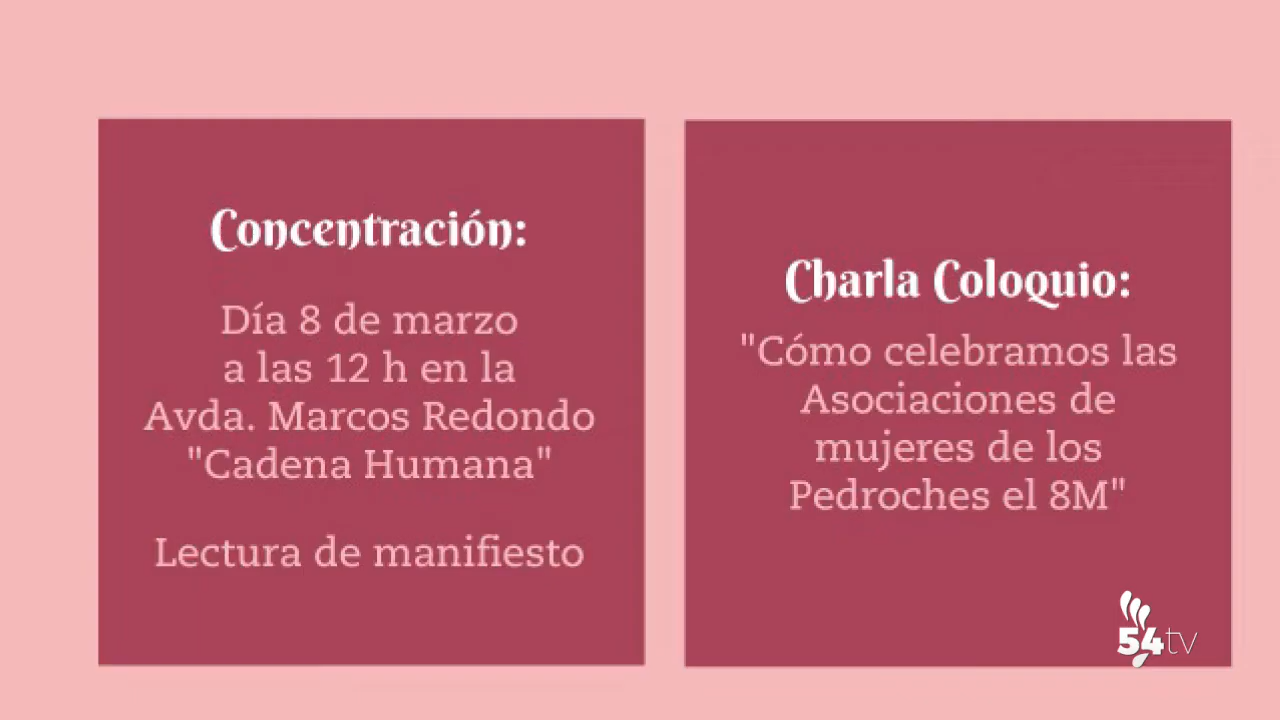 Concentración:
Día 8 de marzo
a las 12 h en la
Avda. Marcos Redondo
"Cadena Humana"
Lectura de manifiesto
Charla Coloquio:
"Cómo celebramos las
Asociaciones de
mujeres de los
Pedroches el 8M"
54tv